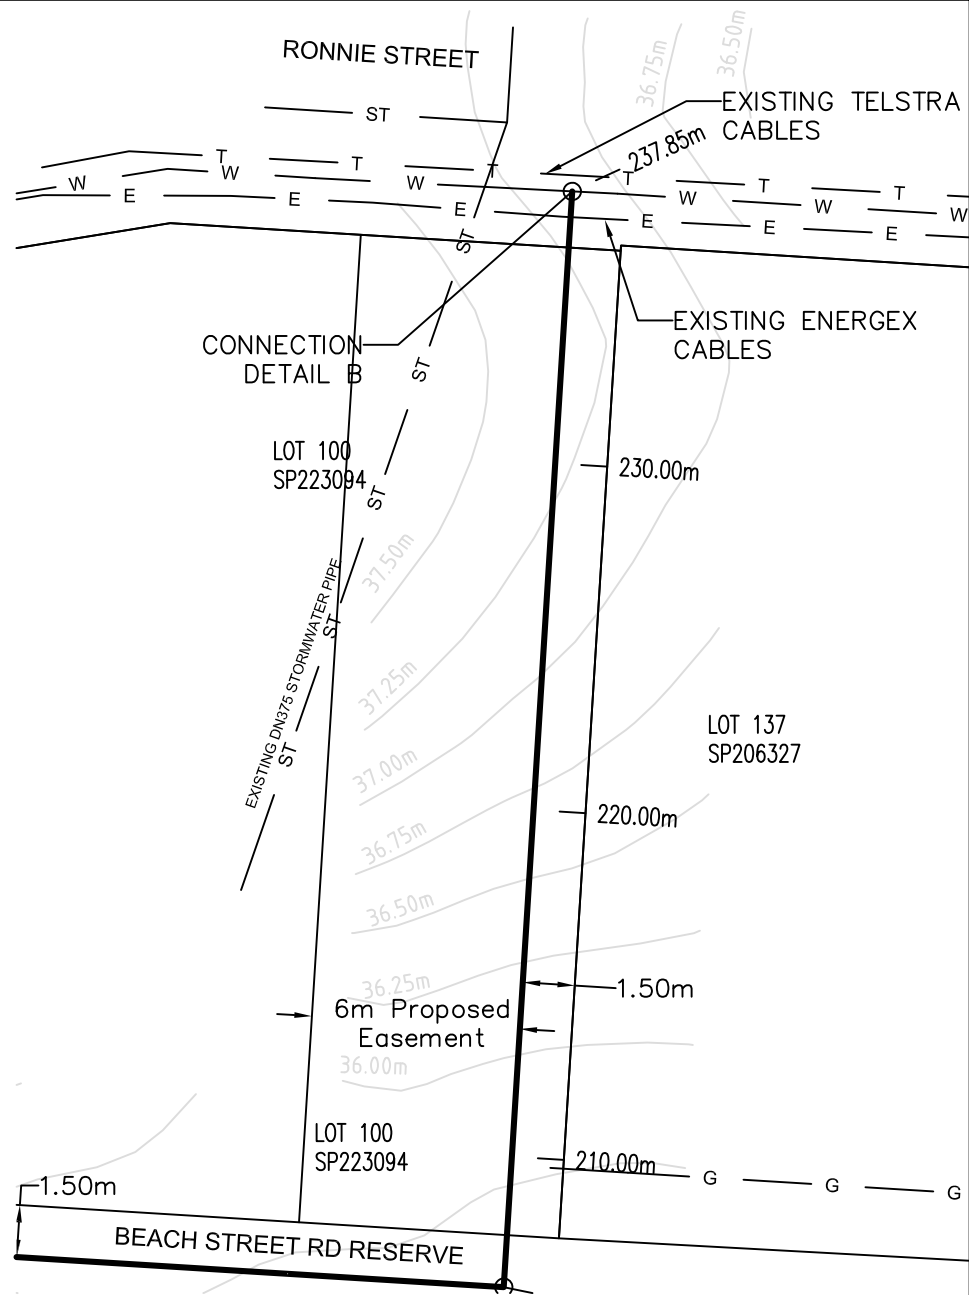 RONNIE STREET
36.75m
36.50m
ST
EXISTING TELSTRA
CABLES
237.85m
T T T T T T
W W W W W W
E E E E E E
ST
CONNECTION
DETAIL B
EXISTING ENERGEX
CABLES
ST
LOT 100
SP223094
ST
230.00m
37.50m
EXISTING DN375 STORMWATER PIPE
ST
37.25m
LOT 137
SP206327
ST
37.00m
220.00m
36.75m
36.50m
36.25m
1.50m
6m Proposed
Easement
36.00m
LOT 100
SP223094
210.00m
G G G
1.50m
BEACH STREET RD RESERVE